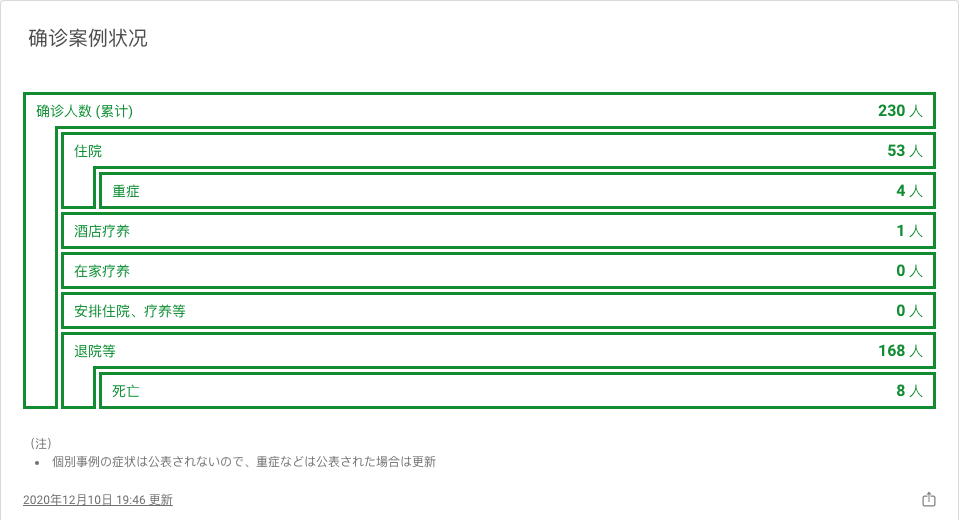 确诊案例状况
确诊人数 (累计) 230 人
住院 53 人
重症 4 人
酒店疗养 1 人
在家疗养 0 人
安排住院、疗养等 0 人
退院等 168 人
死亡 8 人
（注）
• 個別事例の症状は公表されないので、重症などは公表された場合は更新
2020年12月10日 19:46 更新